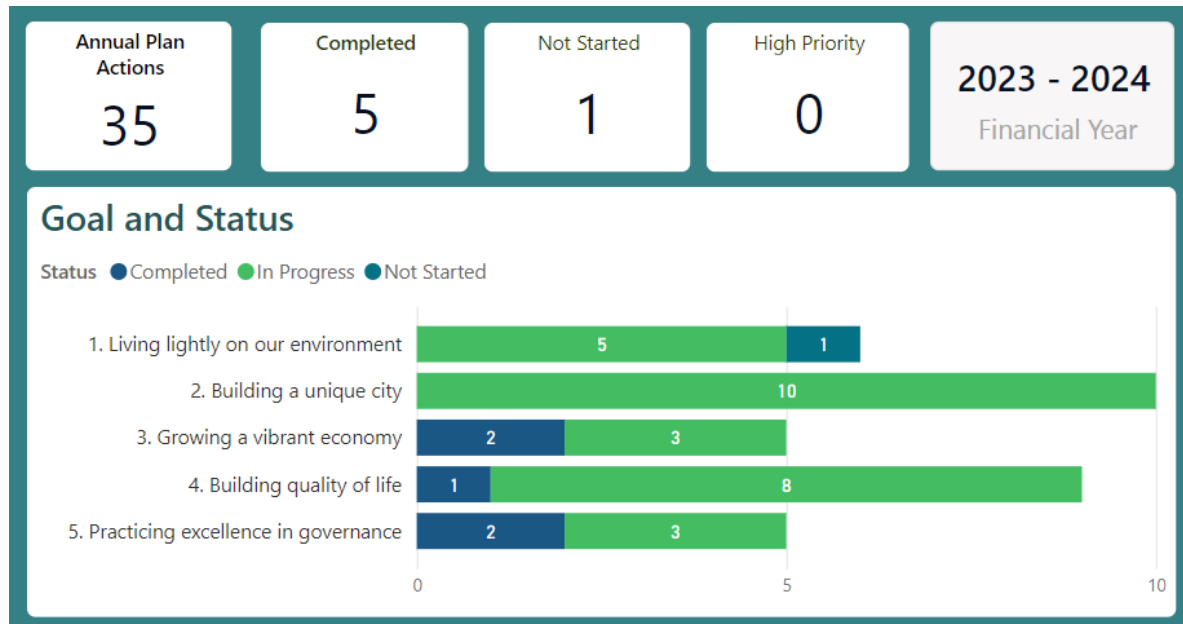 Annual Plan
Actions
35
Completed
5
Not Started
1
High Priority
0
2023 - 2024
Financial Year
Goal and Status
Status Completed In Progress Not Started
1. Living lightly on our environment 5 1
2. Building a unique city 10
3. Growing a vibrant economy 2 3
4. Building quality of life 1 8
5. Practicing excellence in governance 2 3
0 5 10